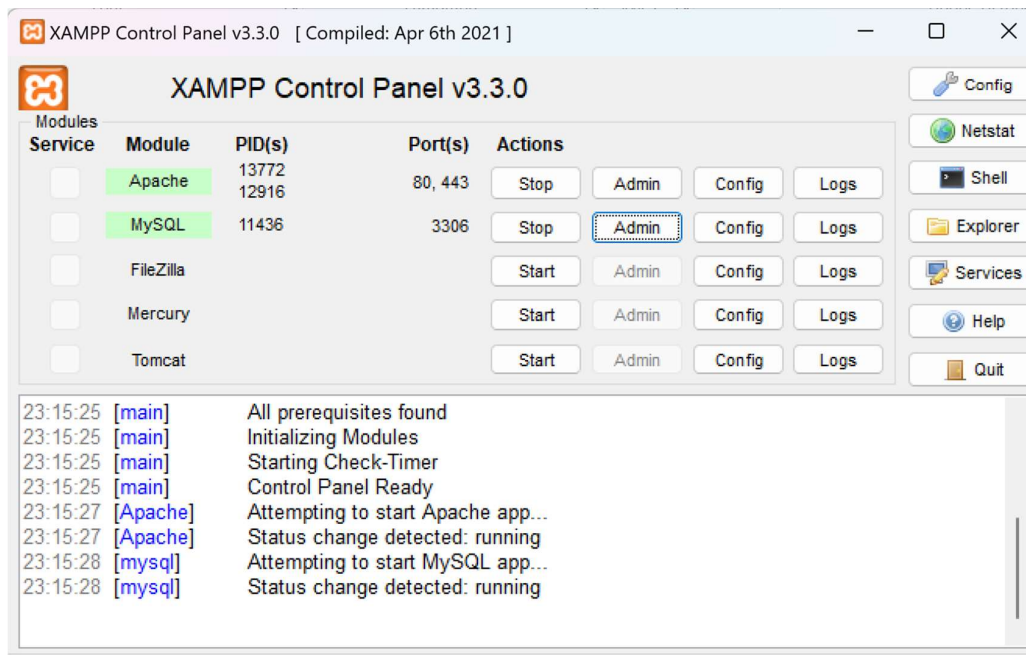 XAMPP Control Panel v3.3.0 [ Compiled: Apr 6th 2021 ]
XAMPP Control Panel v3.3.0
Config
Modules
Netstat
Service Module PID(s) Port(s) Actions
Apache 13772 12916 80, 443 Stop Admin Config Logs
Shell
MySQL 11436 3306 Stop Admin Config Logs
Explorer
FileZilla Start Admin Config Logs
Services
Mercury Start Admin Config Logs
Help
Tomcat Start Admin Config Logs
Quit
23:15:25 [main] All prerequisites found
23:15:25 [main] Initializing Modules
23:15:25 [main] Starting Check-Timer
23:15:25 [main] Control Panel Ready
23:15:27 [Apache] Attempting to start Apache app...
23:15:27 [Apache] Status change detected: running
23:15:28 [mysql] Attempting to start MySQL app...
23:15:28 [mysql] Status change detected: running